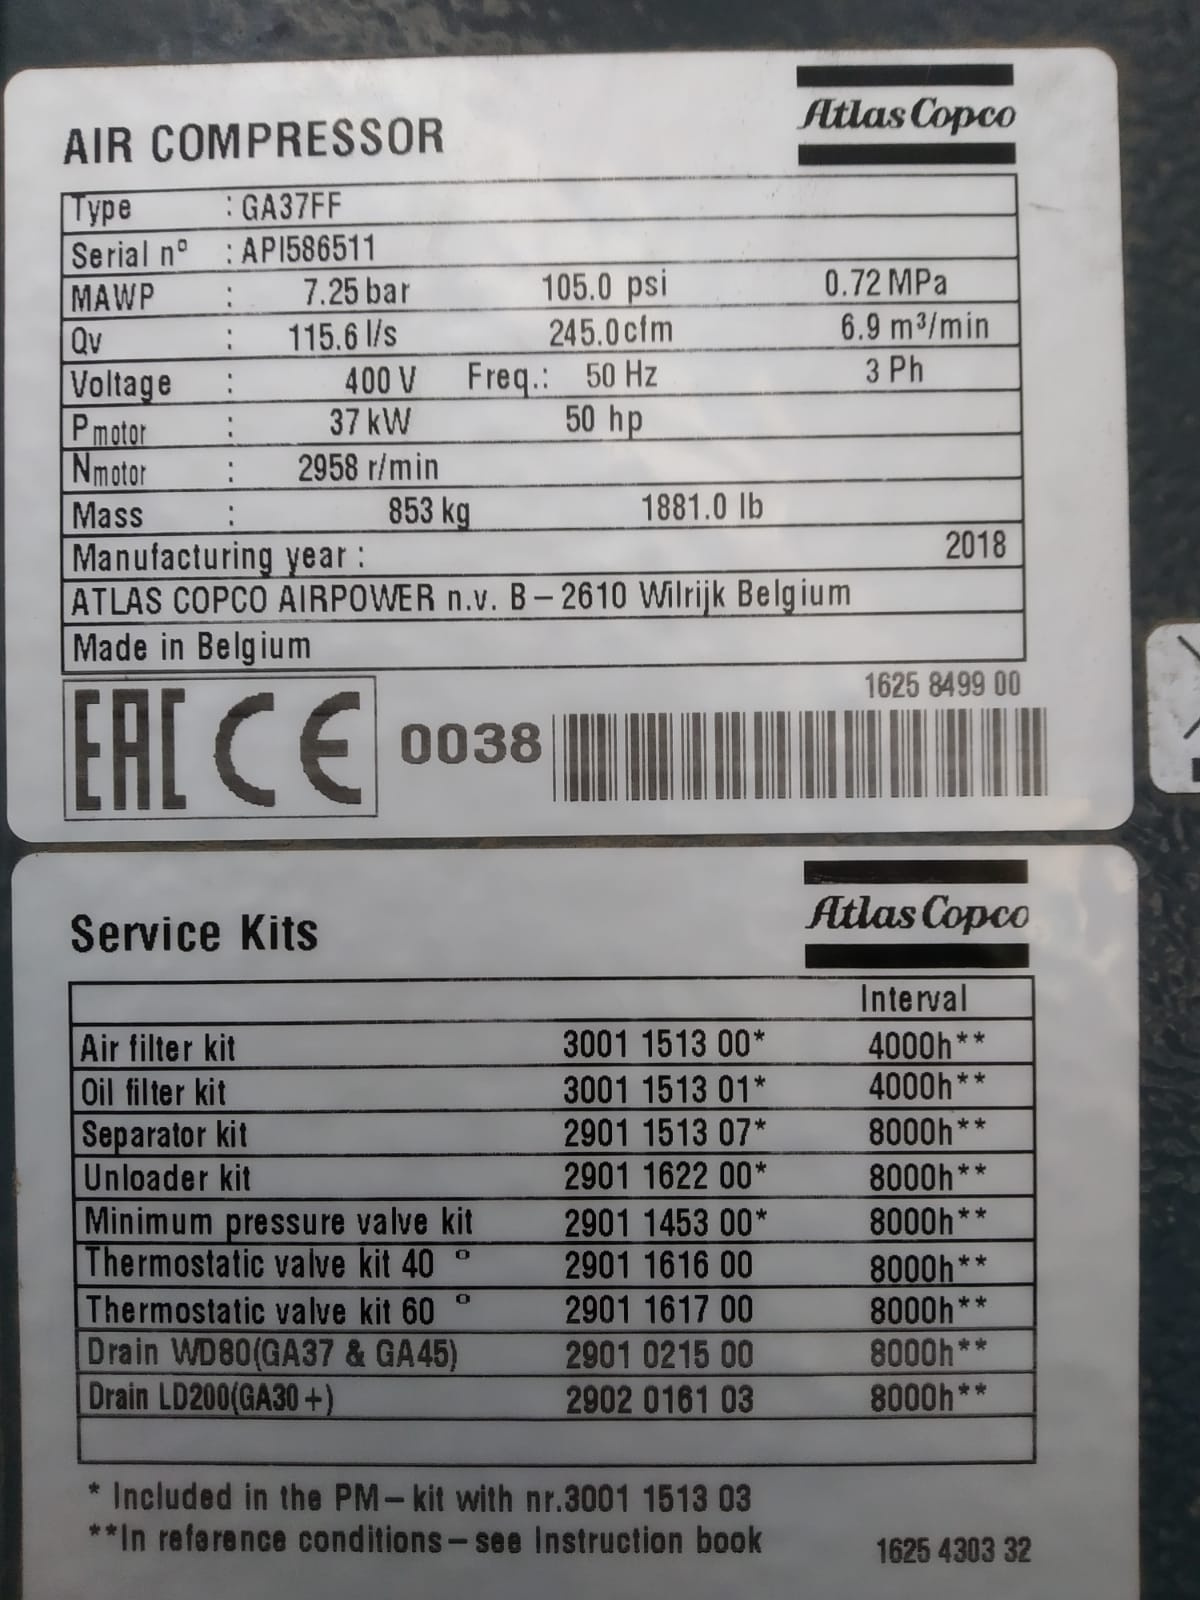 Atlas Copco
AIR COMPRESSOR
Type : GA37FF
Serial nº : API586511
MAWP : 7.25 bar 105.0 psi 0.72 MPa
Qv : 115.6 l/s 245.0 cfm 6.9 m³/min
Voltage : 400 V Freq.: 50 Hz 3 Ph
Pmotor : 37 kW 50 hp
Nmotor : 2958 r/min
Mass : 853 kg 1881.0 lb
Manufacturing year : 2018
ATLAS COPCO AIRPOWER n.v. B – 2610 Wilrijk Belgium
Made in Belgium
1625 8499 00
EAC CE 0038
Atlas Copco
Service Kits
Interval
Air filter kit 3001 1513 00* 4000h**
Oil filter kit 3001 1513 01* 4000h**
Separator kit 2901 1513 07* 8000h**
Unloader kit 2901 1622 00* 8000h**
Minimum pressure valve kit 2901 1453 00* 8000h**
Thermostatic valve kit 40 º 2901 1616 00 8000h**
Thermostatic valve kit 60 º 2901 1617 00 8000h**
Drain WD80(GA37 & GA45) 2901 0215 00 8000h**
Drain LD200(GA30+) 2902 0161 03 8000h**
* Included in the PM – kit with nr.3001 1513 03
**In reference conditions – see Instruction book
1625 4303 32